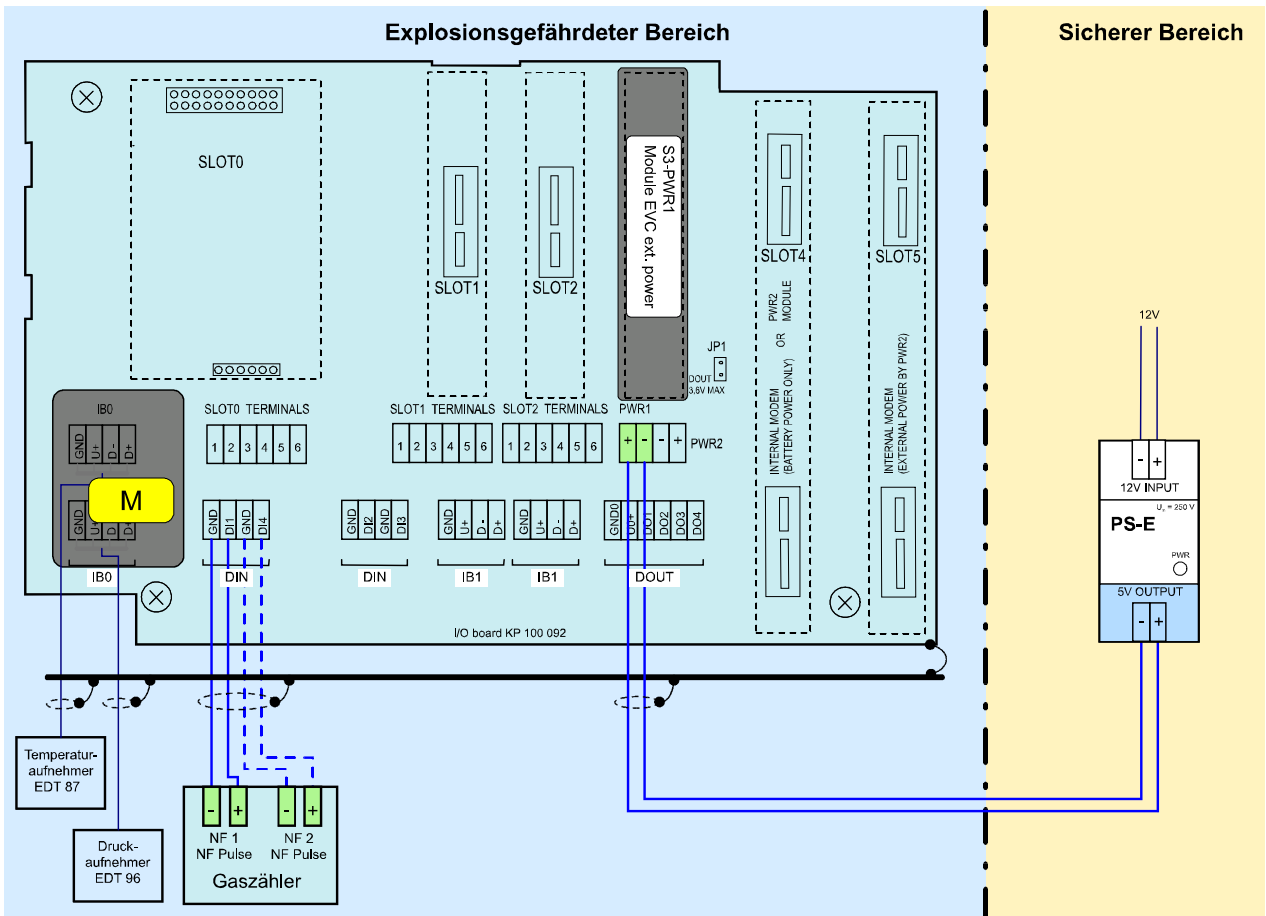 Explosionsgefährdeter Bereich
Sicherer Bereich
SLOT0
SLOT1
SLOT2
S3-PWR1
Module EVC ext. power
SLOT4
SLOT5
INTERNAL MODEM
(BATTERY POWER ONLY)
OR
PWR2
MODULE
INTERNAL MODEM
(EXTERNAL POWER BY PWR2)
JP1
DOUT
3,6V MAX
12V
IB0
SLOT0 TERMINALS
SLOT1 TERMINALS
SLOT2 TERMINALS
PWR1
GND U+ D- D+
1 2 3 4 5 6
1 2 3 4 5 6
1 2 3 4 5 6
+ - - +
PWR2
M
GND U+ D- D+
GND DI1 GND DI4
GND DI2 GND DI3
GND U+ D- D+
GND U+ D- D+
GND0 U0+ DO1 DO2 DO3 DO4
IB0
DIN
DIN
IB1
IB1
DOUT
I/O board KP 100 092
- +
12V INPUT
PS-E
PWR
5V OUTPUT
- +
Temperatur-
aufnehmer
EDT 87
Druck-
aufnehmer
EDT 96
- + - +
NF 1
NF Pulse
NF 2
NF Pulse
Gaszähler